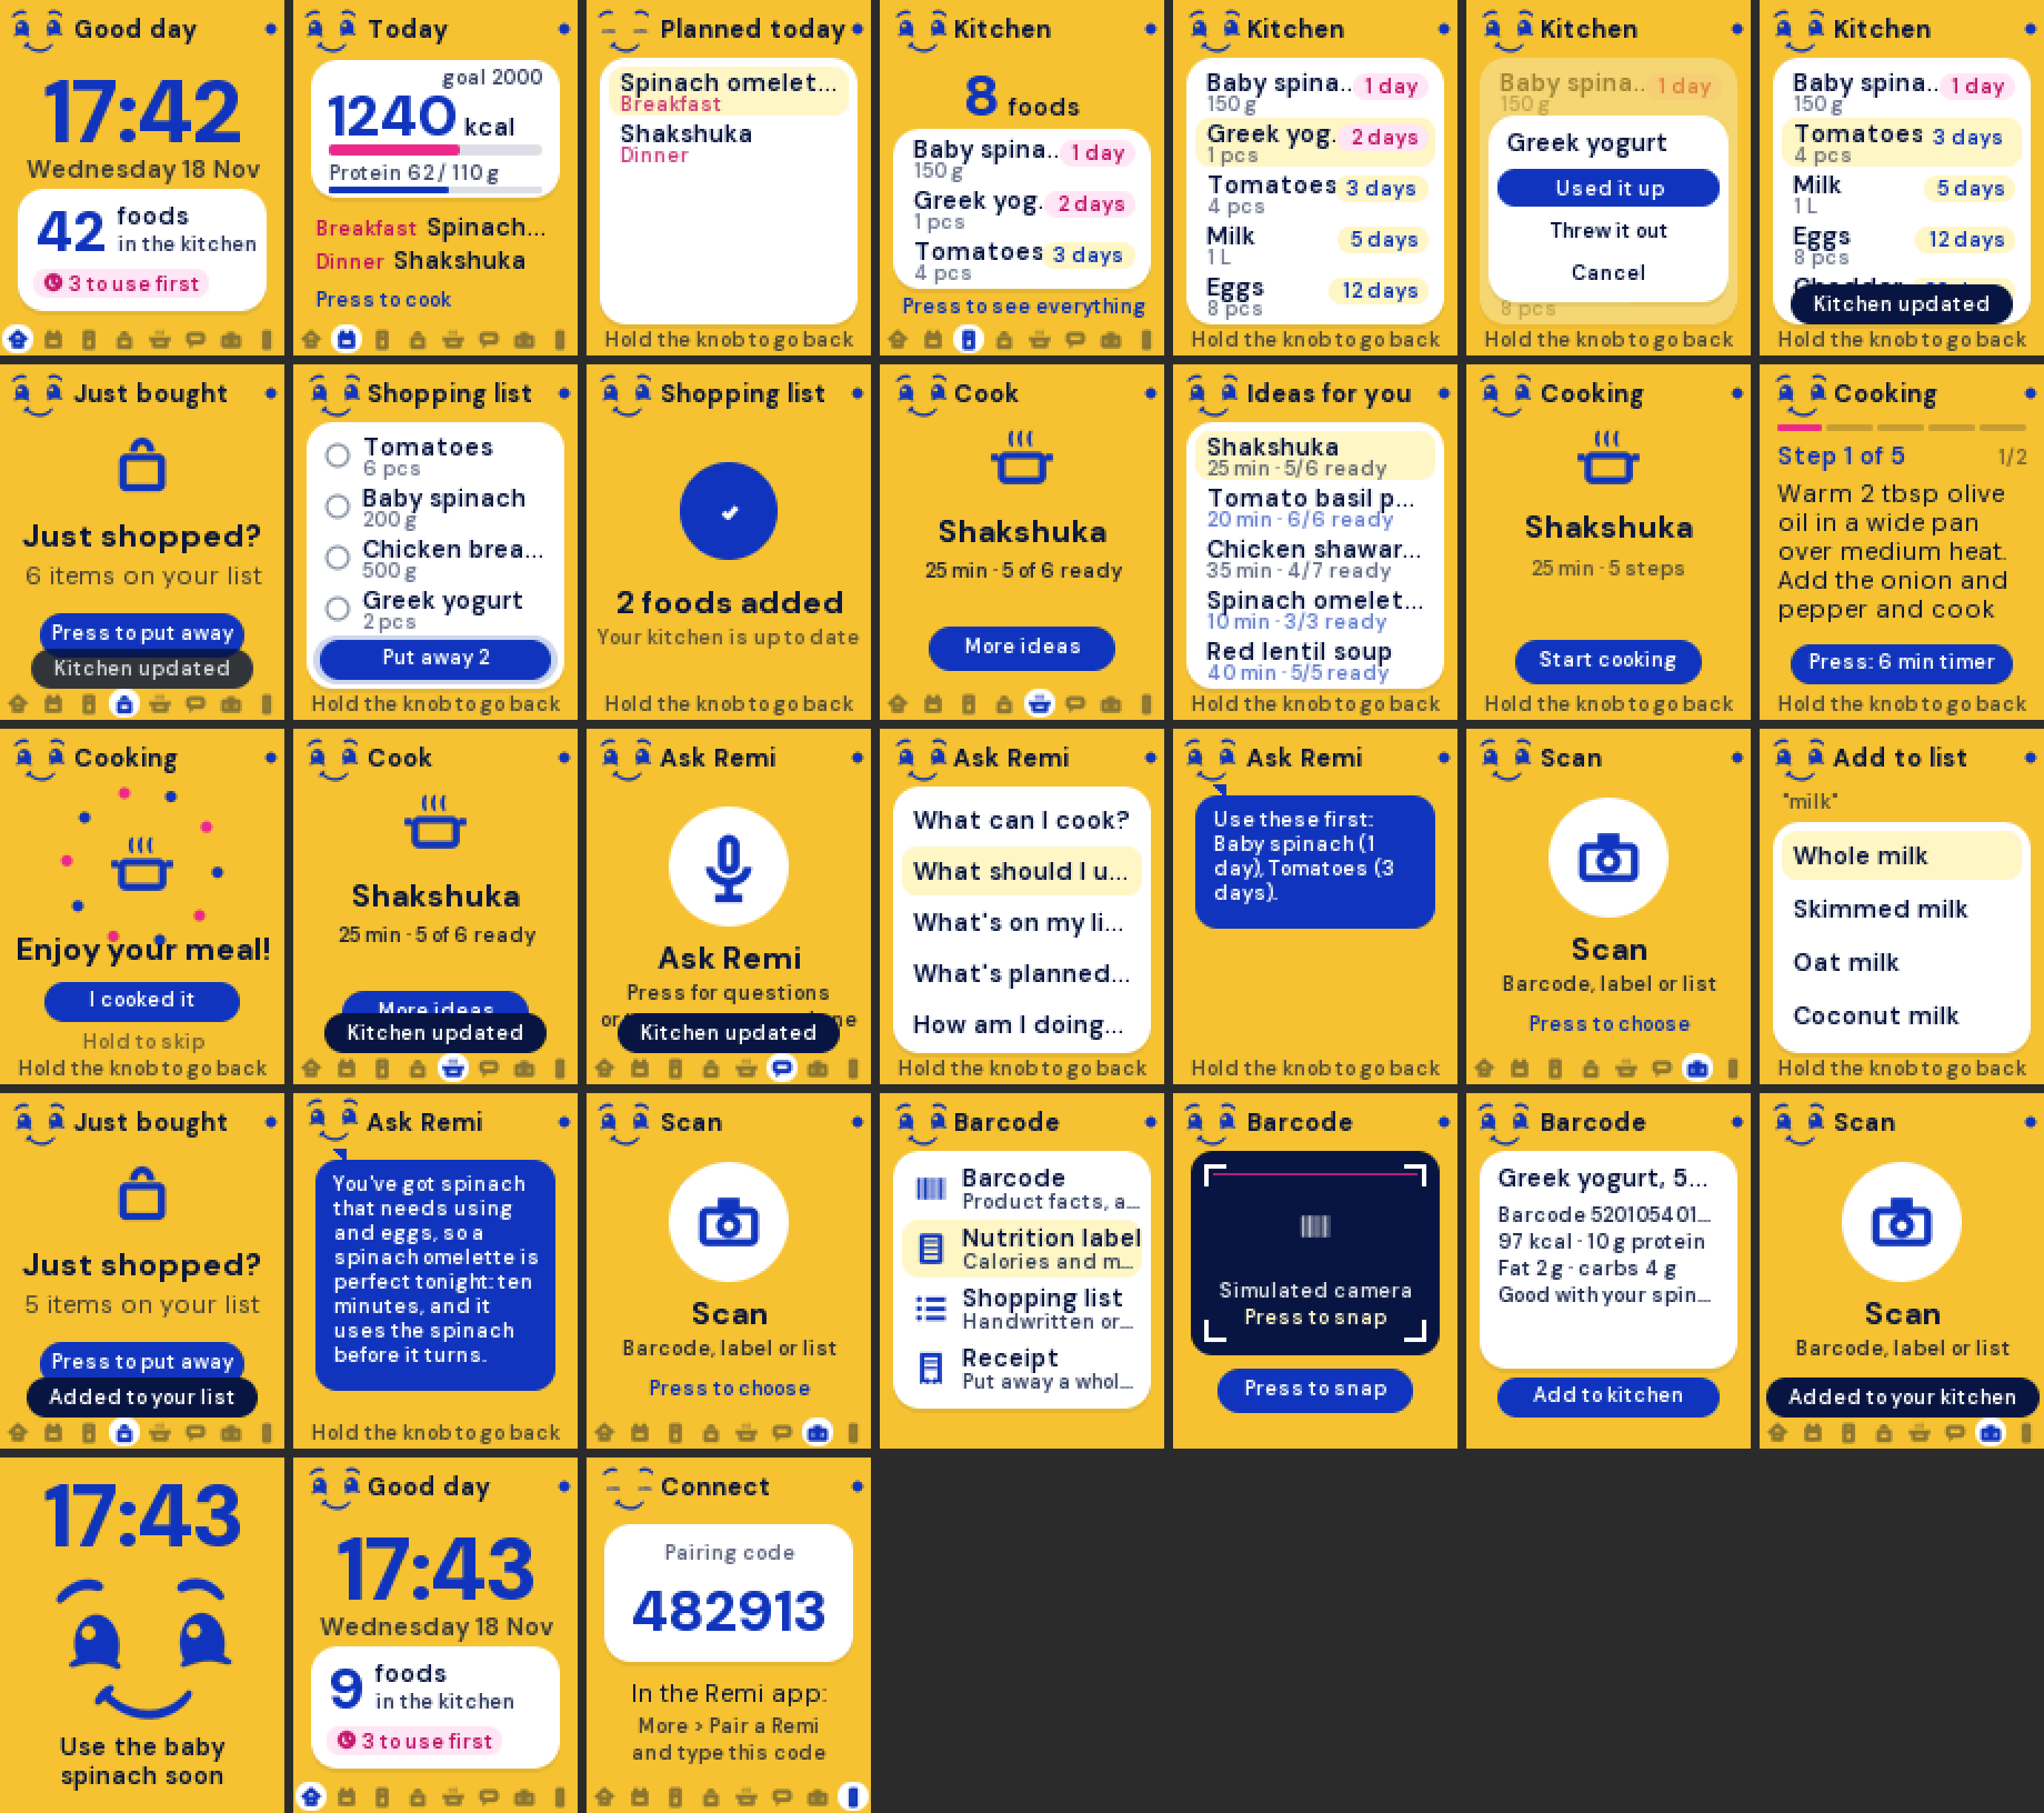 Good day
17:42
Wednesday 18 Nov
42 foods
in the kitchen
3 to use first
Today
goal 2000
1240 kcal
Protein 62 / 110 g
Breakfast Spinach...
Dinner Shakshuka
Press to cook
Planned today
Spinach omelet...
Breakfast
Shakshuka
Dinner
Hold the knob to go back
Kitchen
8 foods
Baby spina.. 1 day
150 g
Greek yog. 2 days
1 pcs
Tomatoes 3 days
4 pcs
Press to see everything
Kitchen
Baby spina.. 1 day
150 g
Greek yog. 2 days
1 pcs
Tomatoes 3 days
4 pcs
Milk 5 days
1 L
Eggs 12 days
8 pcs
Hold the knob to go back
Kitchen
Baby spina.. 1 day
150 g
Greek yogurt
Used it up
Threw it out
Cancel
8 pcs
Hold the knob to go back
Kitchen
Baby spina.. 1 day
150 g
Tomatoes 3 days
4 pcs
Milk 5 days
1 L
Eggs 12 days
8 pcs
Kitchen updated
Hold the knob to go back
Just bought
Just shopped?
6 items on your list
Press to put away
Kitchen updated
Shopping list
Tomatoes
6 pcs
Baby spinach
200 g
Chicken brea...
500 g
Greek yogurt
2 pcs
Put away 2
Hold the knob to go back
Shopping list
2 foods added
Your kitchen is up to date
Hold the knob to go back
Cook
Shakshuka
25 min · 5 of 6 ready
More ideas
Ideas for you
Shakshuka
25 min · 5/6 ready
Tomato basil p...
20 min · 6/6 ready
Chicken shawar...
35 min · 4/7 ready
Spinach omelet...
10 min · 3/3 ready
Red lentil soup
40 min · 5/5 ready
Hold the knob to go back
Cooking
Shakshuka
25 min · 5 steps
Start cooking
Hold the knob to go back
Cooking
Step 1 of 5 1/2
Warm 2 tbsp olive
oil in a wide pan
over medium heat.
Add the onion and
pepper and cook
Press: 6 min timer
Hold the knob to go back
Cooking
Enjoy your meal!
I cooked it
Hold to skip
Hold the knob to go back
Cook
Shakshuka
25 min · 5 of 6 ready
More ideas
Kitchen updated
Ask Remi
Ask Remi
Press for questions
Kitchen updated
Ask Remi
What can I cook?
What should I u...
What's on my li...
What's planned...
How am I doing...
Hold the knob to go back
Ask Remi
Use these first:
Baby spinach (1
day), Tomatoes (3
days).
Hold the knob to go back
Scan
Scan
Barcode, label or list
Press to choose
Add to list
"milk"
Whole milk
Skimmed milk
Oat milk
Coconut milk
Hold the knob to go back
Just bought
Just shopped?
5 items on your list
Press to put away
Added to your list
Ask Remi
You've got spinach
that needs using
and eggs, so a
spinach omelette is
perfect tonight: ten
minutes, and it
uses the spinach
before it turns.
Hold the knob to go back
Scan
Scan
Barcode, label or list
Press to choose
Barcode
Barcode
Product facts, a...
Nutrition label
Calories and m...
Shopping list
Handwritten or...
Receipt
Put away a whol...
Barcode
Simulated camera
Press to snap
Press to snap
Barcode
Greek yogurt, 5...
Barcode 520105401...
97 kcal · 10 g protein
Fat 2 g · carbs 4 g
Good with your spin...
Add to kitchen
Scan
Scan
Barcode, label or list
Added to your kitchen
17:43
Use the baby
spinach soon
Good day
17:43
Wednesday 18 Nov
9 foods
in the kitchen
3 to use first
Connect
Pairing code
482913
In the Remi app:
More > Pair a Remi
and type this code